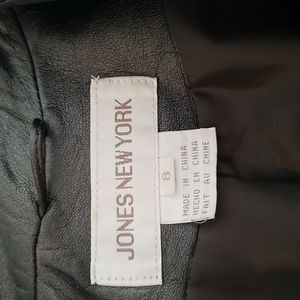 JONES NEW YORK
8
MADE IN CHINA
HECHO EN CHINA
FAIT AU CHINE